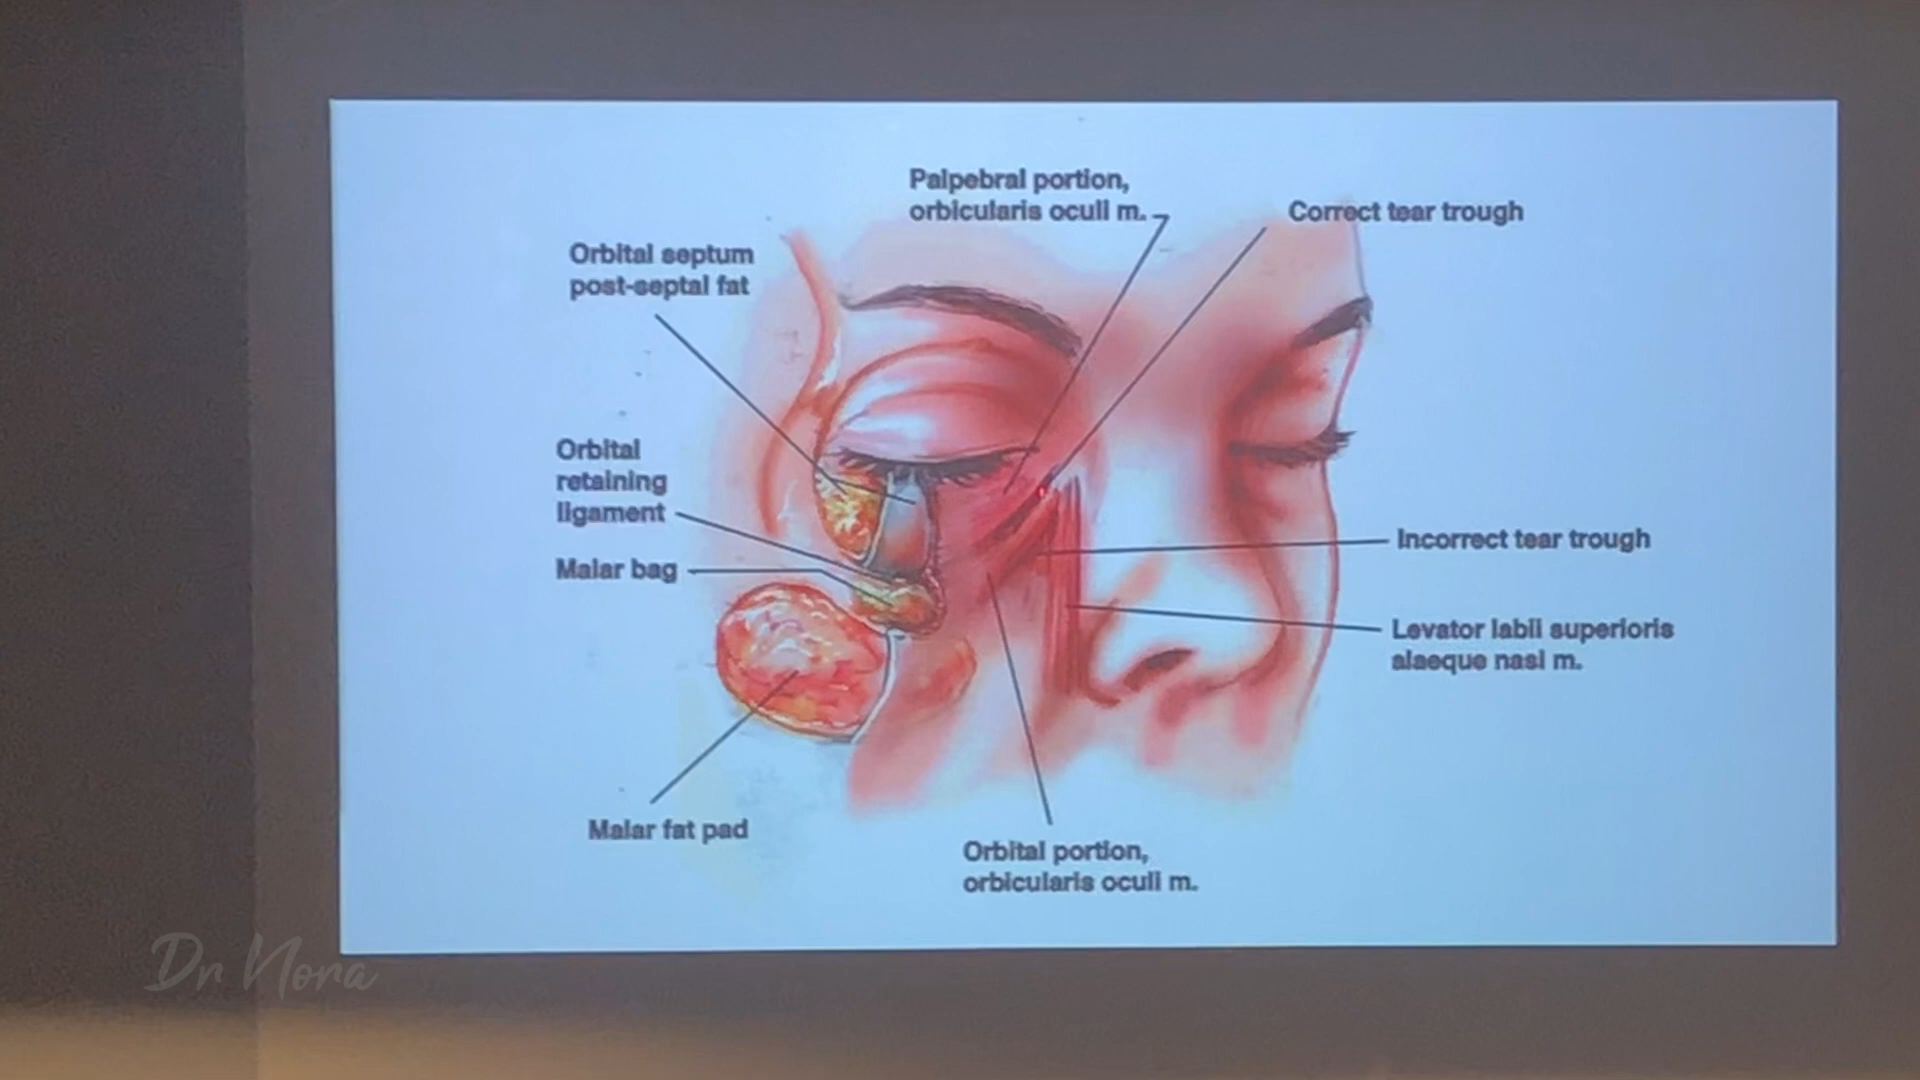 Palpebral portion,
orbicularis oculi m.
Correct tear trough
Orbital septum
post-septal fat
Orbital
retaining
ligament
Malar bag
Incorrect tear trough
Levator labii superioris
alaeque nasi m.
Malar fat pad
Orbital portion,
orbicularis oculi m.
Dr Nora